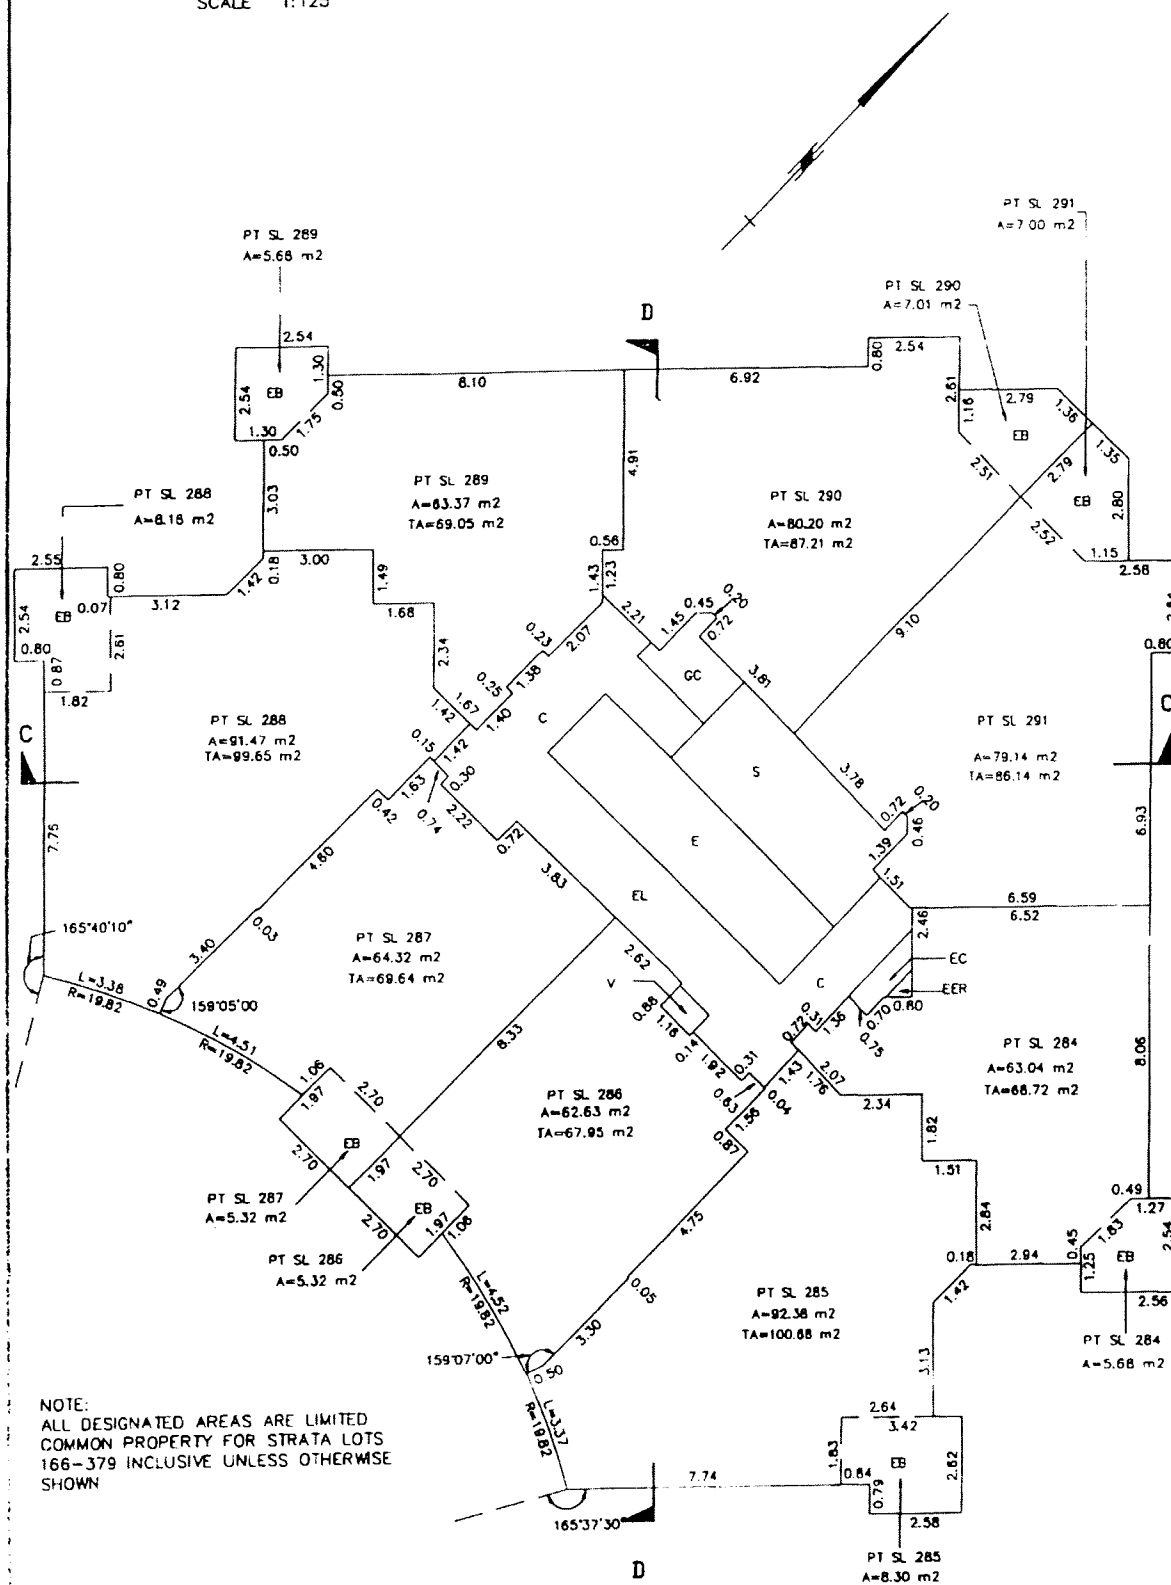 SCALE 1:125
PT SL 291
A=7.00 m2
PT SL 289
A=5.68 m2
PT SL 290
A=7.01 m2
D
2.54
1.30
0.50
8.10
6.92
0.80
2.54
2.61
1.16
2.79
1.36
EB
2.54
1.75
1.30
0.50
EB
1.35
2.51
2.79
EB
2.80
4.91
3.03
PT SL 289
A=63.37 m2
TA=69.05 m2
PT SL 290
A=80.20 m2
TA=87.21 m2
PT SL 288
A=8.18 m2
2.52
1.15
2.58
0.56
1.23
1.43
2.55
0.80
0.18
3.00
1.42
1.49
2.54
EB
0.07
3.12
2.61
1.68
2.21
1.45
0.45
0.20
0.72
9.10
0.80
0.87
1.82
2.34
0.23
2.07
1.38
0.25
0.80
GC
3.81
1.67
1.42
1.40
C
PT SL 288
A=91.47 m2
TA=99.65 m2
PT SL 291
A=79.14 m2
TA=86.14 m2
C
C
0.15
1.42
1.63
0.30
0.42
0.74
2.22
0.72
S
3.78
0.72
0.20
0.46
6.93
7.75
4.60
E
1.39
1.51
3.83
EL
6.59
6.52
2.46
165°40'10"
0.03
3.40
PT SL 287
A=64.32 m2
TA=69.64 m2
2.62
EC
L=3.38
R=19.82
0.49
159°05'00
V
0.88
1.16
0.14
C
EER
0.80
0.70
0.75
L=4.51
R=19.82
8.33
0.72
0.31
1.36
PT SL 284
A=63.04 m2
TA=68.72 m2
8.06
1.06
1.97
2.70
1.92
0.31
0.63
0.04
1.43
1.76
2.07
2.34
PT SL 286
A=62.63 m2
TA=67.95 m2
1.56
0.87
1.82
1.51
EB
2.70
1.97
2.70
PT SL 287
A=5.32 m2
EB
2.70
1.97
1.08
4.75
2.84
0.49
1.27
1.83
0.45
2.54
PT SL 286
A=5.32 m2
0.18
2.94
1.25
EB
2.56
L=4.52
R=19.82
0.05
3.30
1.42
PT SL 285
A=92.38 m2
TA=100.68 m2
PT SL 284
A=5.68 m2
159°07'00"
0.50
3.13
L=3.37
R=19.82
NOTE:
ALL DESIGNATED AREAS ARE LIMITED
COMMON PROPERTY FOR STRATA LOTS
166-379 INCLUSIVE UNLESS OTHERWISE
SHOWN
2.64
3.42
1.83
EB
2.62
7.74
0.64
0.79
2.58
165°37'30"
D
PT SL 285
A=8.30 m2